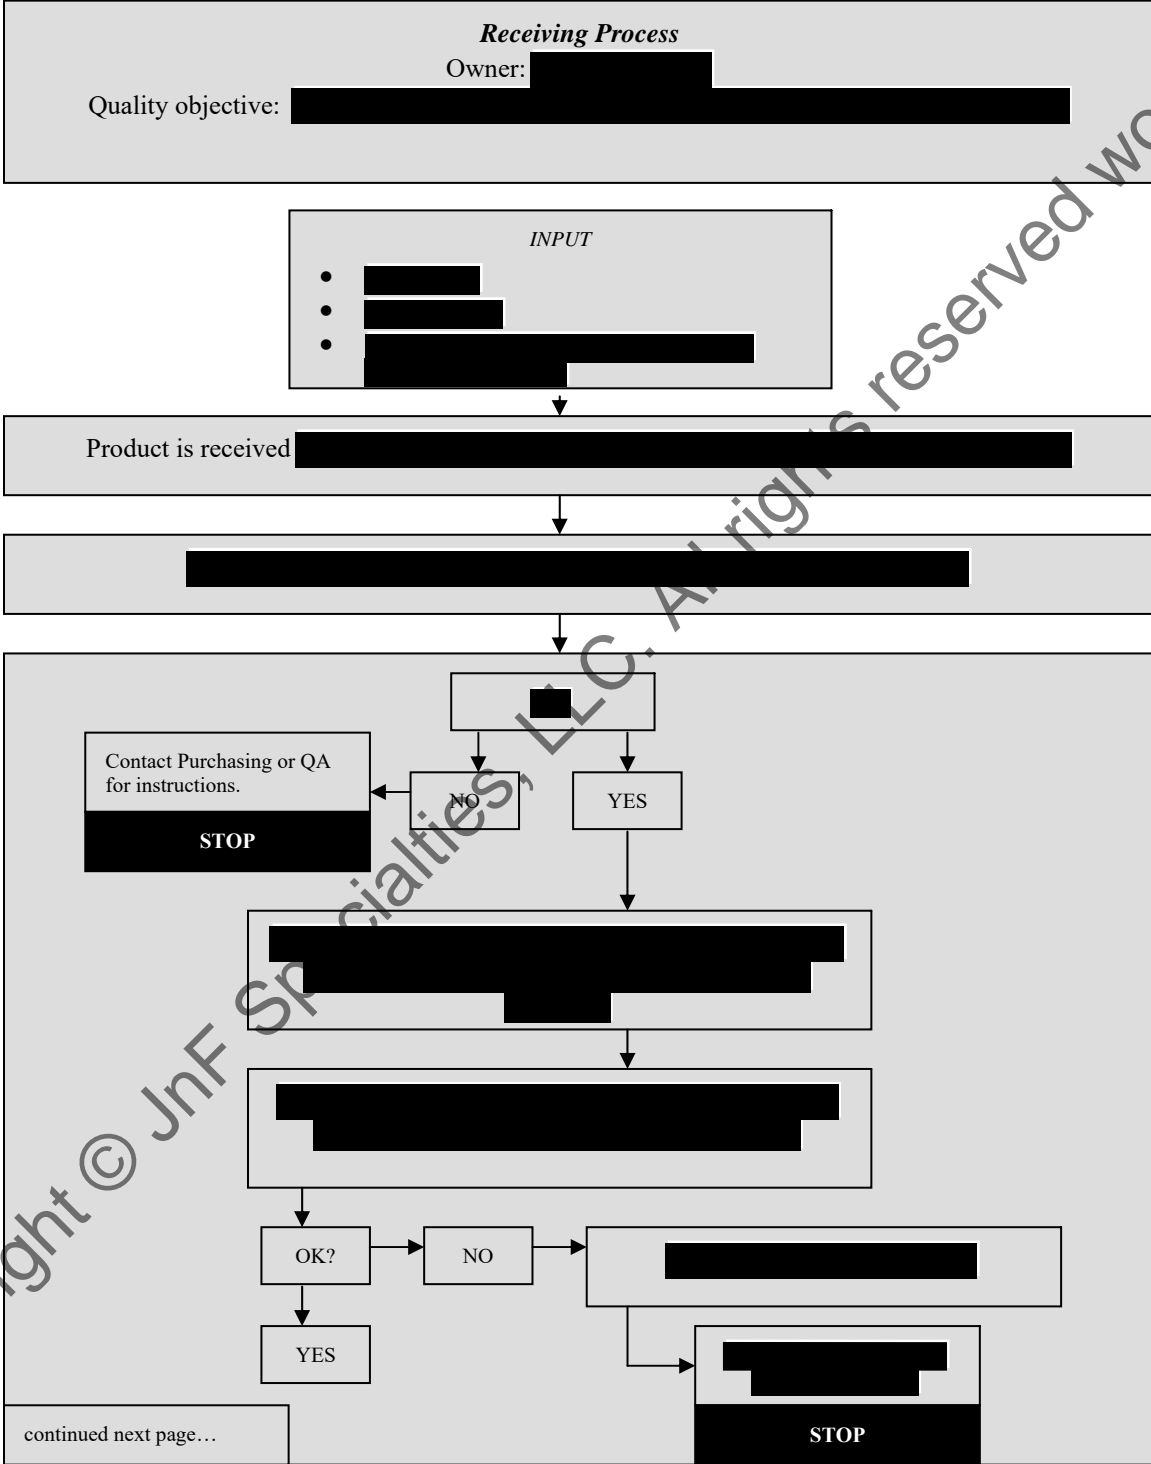 Receiving Process
Owner:
Quality objective:
INPUT
Product is received
Contact Purchasing or QA
for instructions.
NO
YES
STOP
OK?
NO
YES
continued next page…
STOP
ght © JnF Specialties, LLC. All rights reserved wo